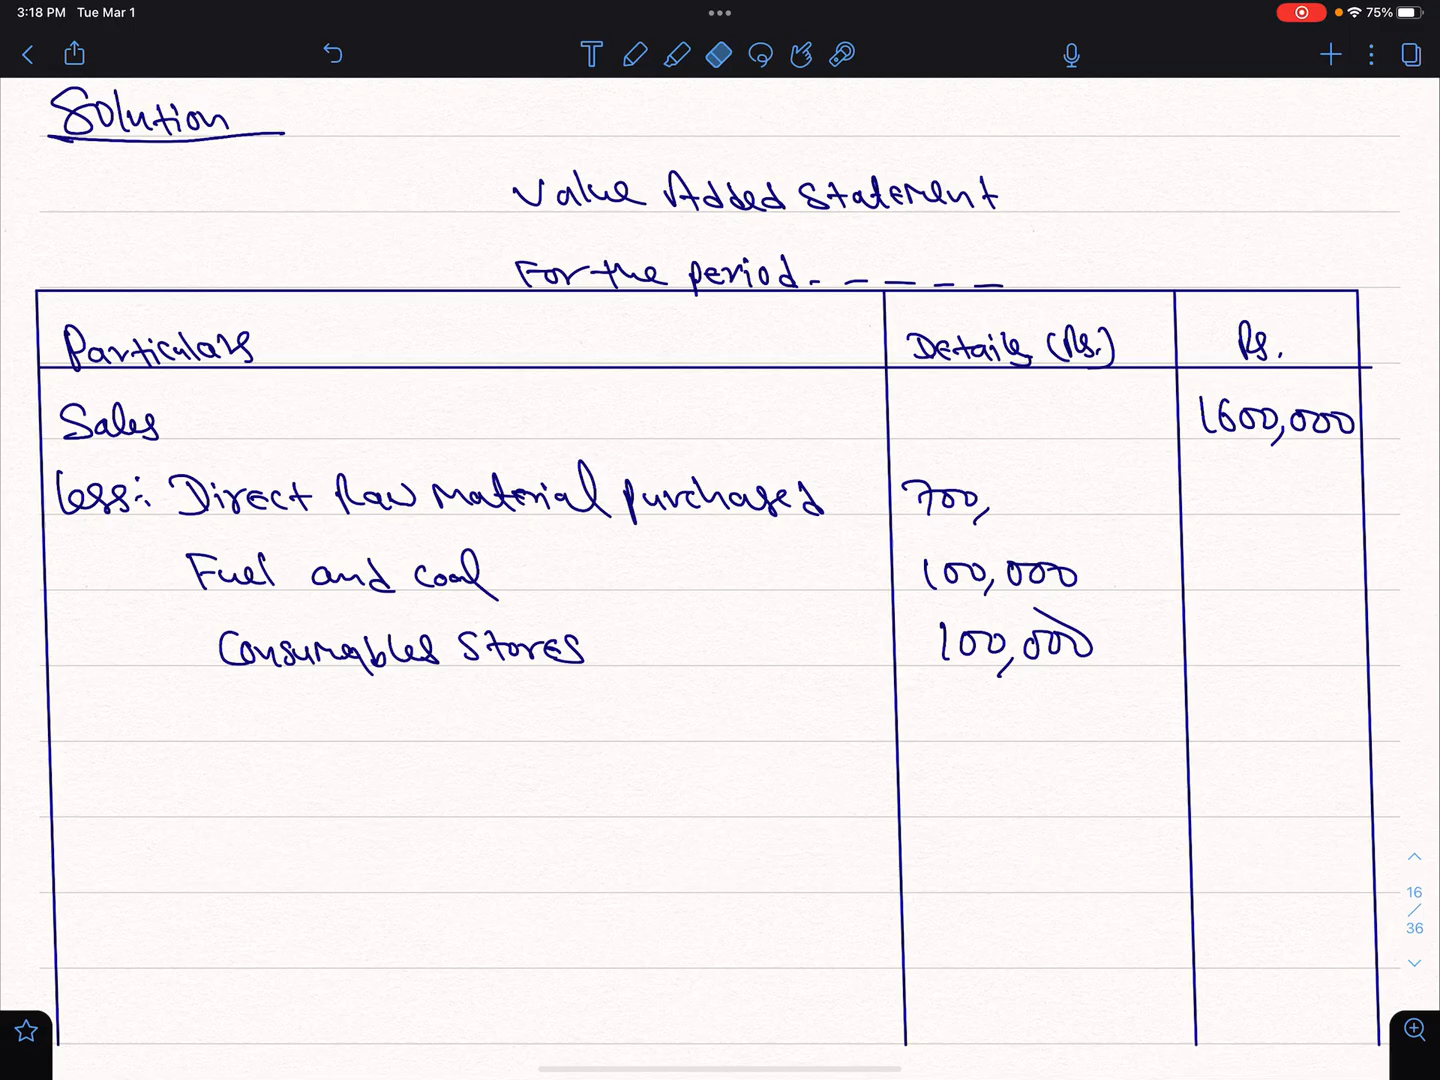 3:18 PM Tue Mar 1
75%
Solution
Value Added Statement
For the period - - - - -
Particulars Details (Rs.) Rs.
Sales 1600,000
Less: Direct Raw Material purchased 700,
Fuel and coal 100,000
Consumables Stores 100,000
16
/
36